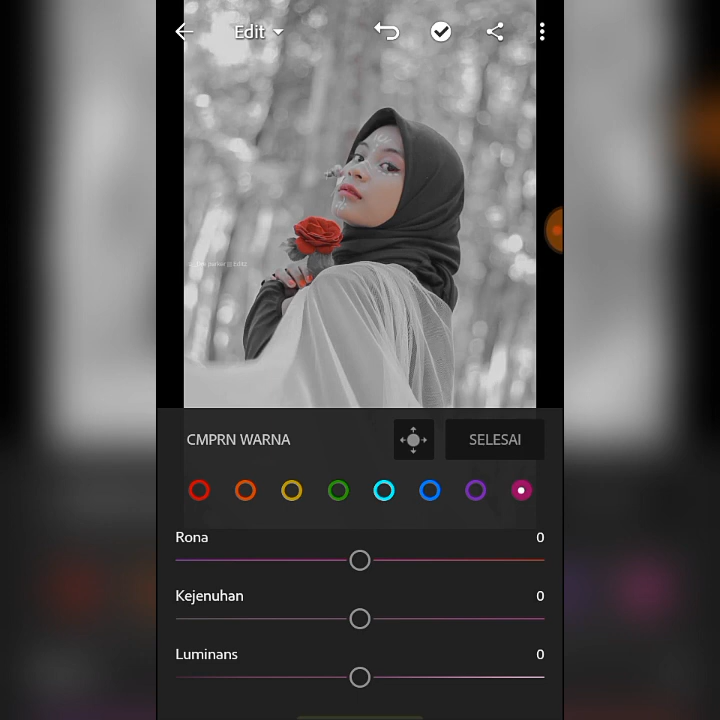 Edit
CMPRN WARNA
SELESAI
Rona 0
Kejenuhan 0
Luminans 0